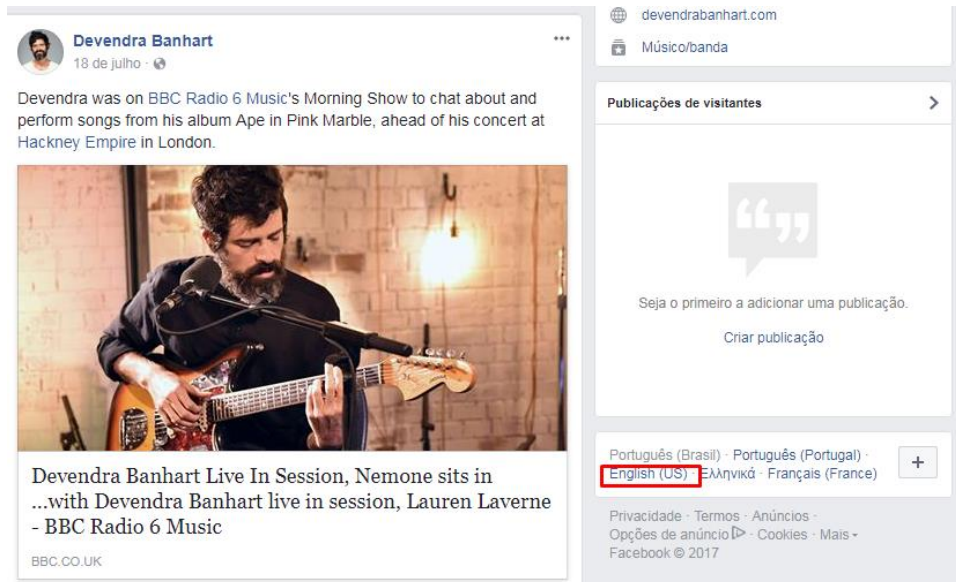 Devendra Banhart
18 de julho ·
Devendra was on BBC Radio 6 Music's Morning Show to chat about and
perform songs from his album Ape in Pink Marble, ahead of his concert at
Hackney Empire in London.
Devendra Banhart Live In Session, Nemone sits in
...with Devendra Banhart live in session, Lauren Laverne
- BBC Radio 6 Music
BBC.CO.UK
devendrabanhart.com
Músico/banda
Publicações de visitantes
Seja o primeiro a adicionar uma publicação.
Criar publicação
Português (Brasil) · Português (Portugal) ·
English (US) · Ελληνικά · Français (France)
Privacidade · Termos · Anúncios ·
Opções de anúncio · Cookies · Mais
Facebook © 2017